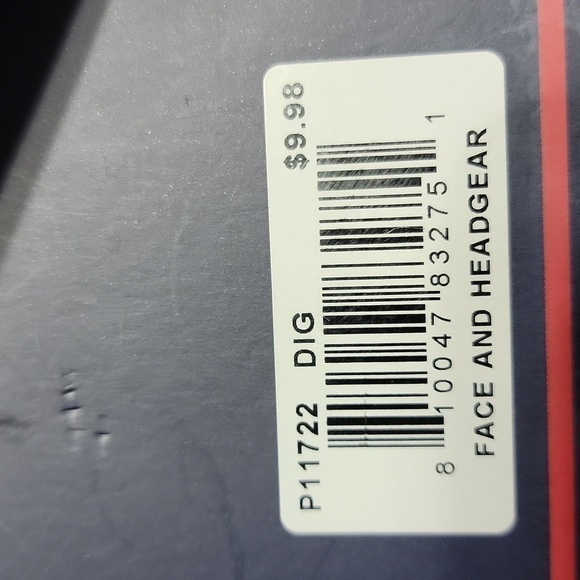 P11722 DIG $9.98
8 10047 83275 1
FACE AND HEADGEAR